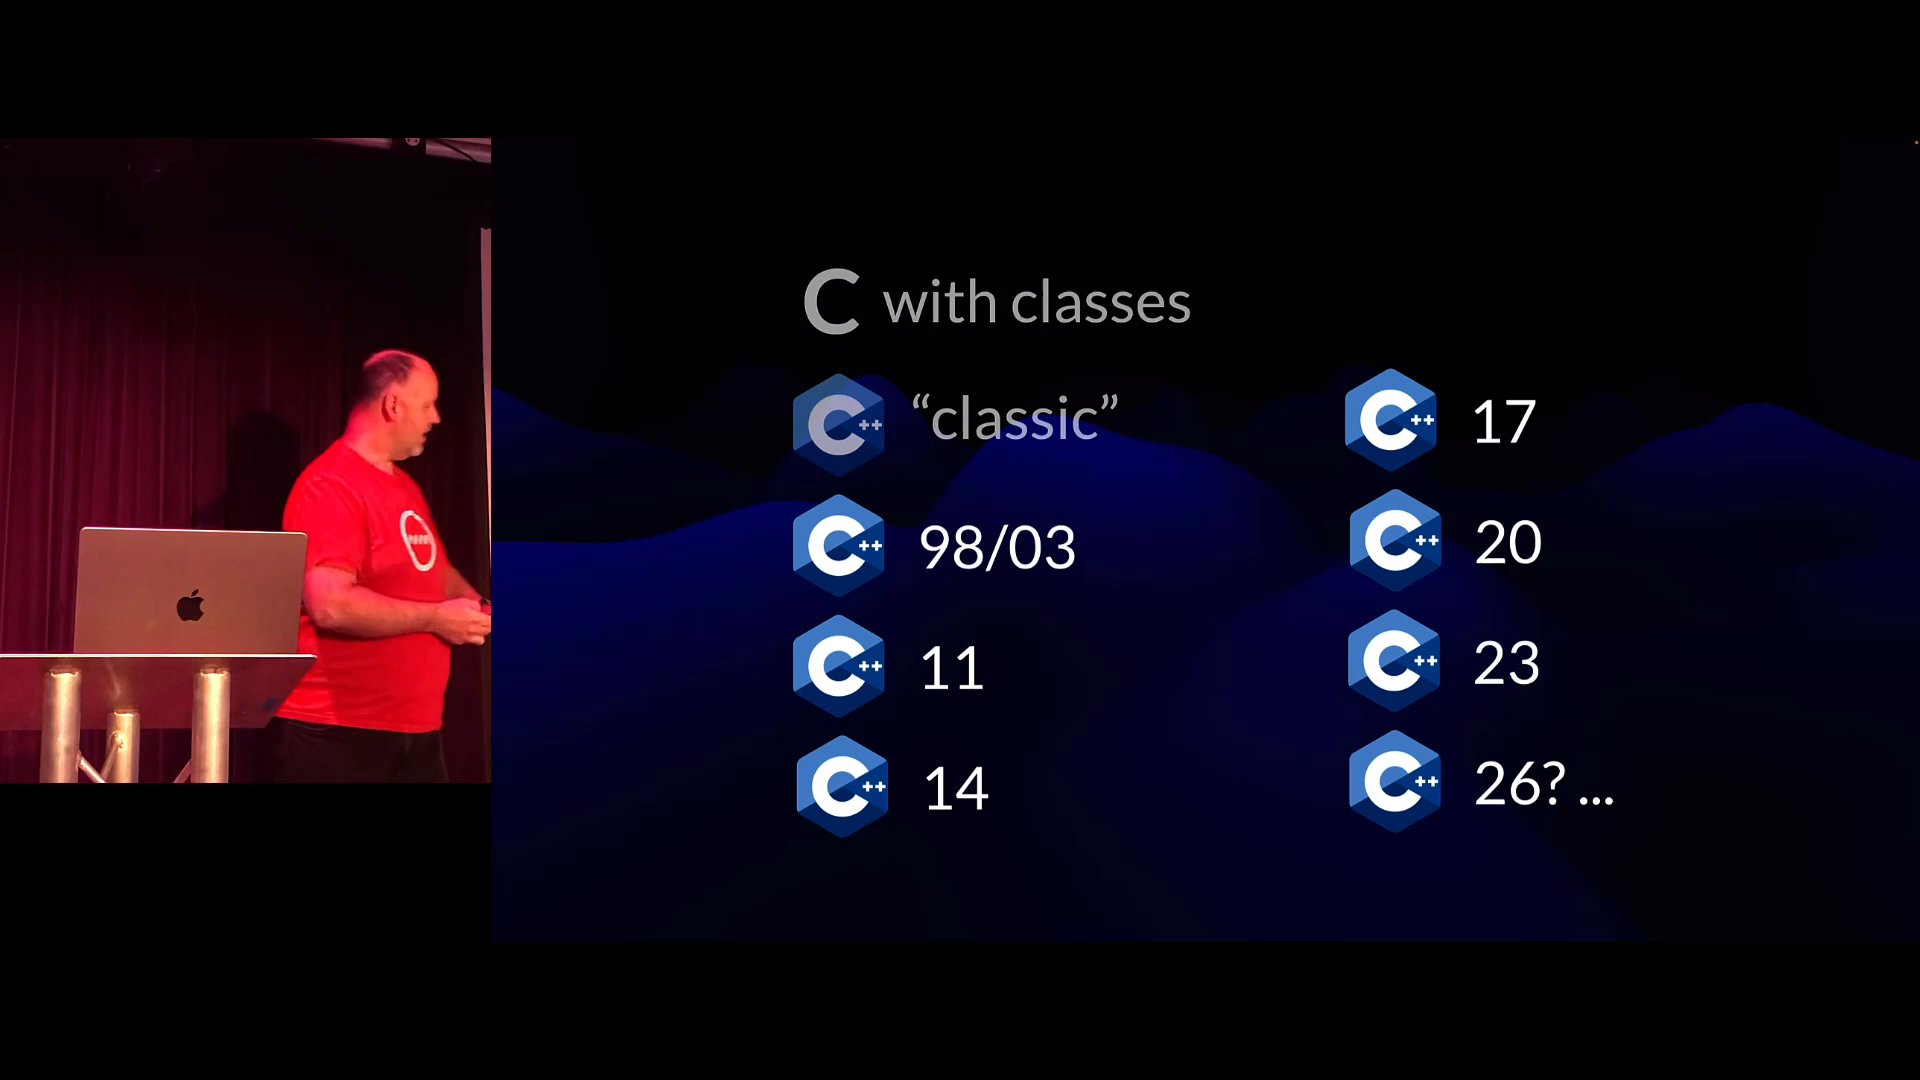 C with classes
C++ “classic”
C++ 98/03
C++ 11
C++ 14
C++ 17
C++ 20
C++ 23
C++ 26? ...